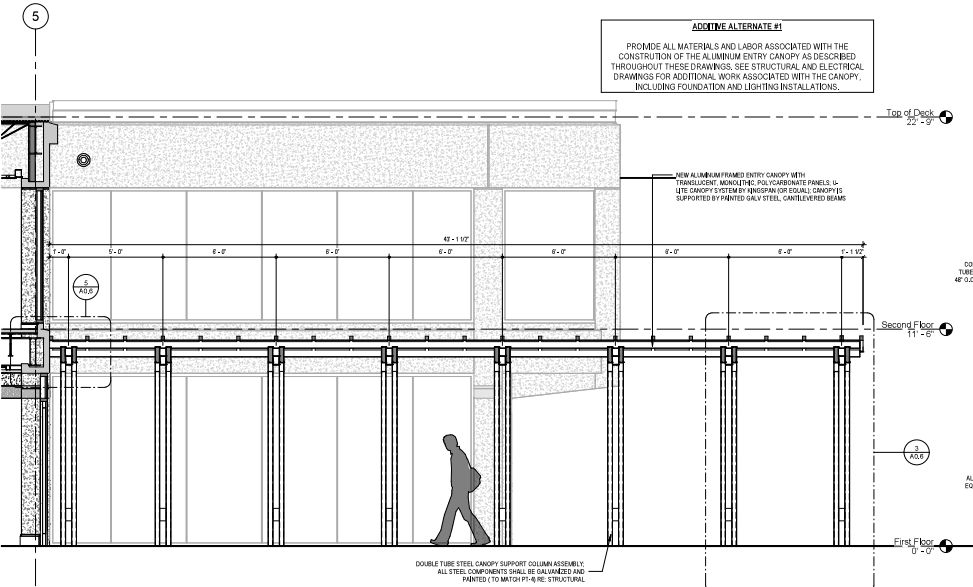 5
ADDITIVE ALTERNATE #1
PROVIDE ALL MATERIALS AND LABOR ASSOCIATED WITH THE
CONSTRUTION OF THE ALUMINUM ENTRY CANOPY AS DESCRIBED
THROUGHOUT THESE DRAWINGS. SEE STRUCTURAL AND ELECTRICAL
DRAWINGS FOR ADDITIONAL WORK ASSOCIATED WITH THE CANOPY,
INCLUDING FOUNDATION AND LIGHTING INSTALLATIONS.
Top of Deck
22' - 9"
NEW ALUMINUM FRAMED ENTRY CANOPY WITH
TRANSLUCENT, MONOLITHIC, POLYCARBONATE PANELS; U-
LITE CANOPY SYSTEM BY KINGSPAN (OR EQUAL); CANOPY IS
SUPPORTED BY PAINTED GALV STEEL, CANTILEVERED BEAMS
43' - 1 1/2"
1' - 0" 5' - 0" 6' - 0" 6' - 0" 6' - 0" 6' - 0" 6' - 0" 6' - 0" 1' - 1 1/2"
CO
TUBE
48" O.C
5
A0.6
Second Floor
11' - 6"
3
A0.6
AL
EQ
First Floor
0' - 0"
DOUBLE TUBE STEEL CANOPY SUPPORT COLUMN ASSEMBLY;
ALL STEEL COMPONENTS SHALL BE GALVANIZED AND
PAINTED ( TO MATCH PT-4) RE: STRUCTURAL